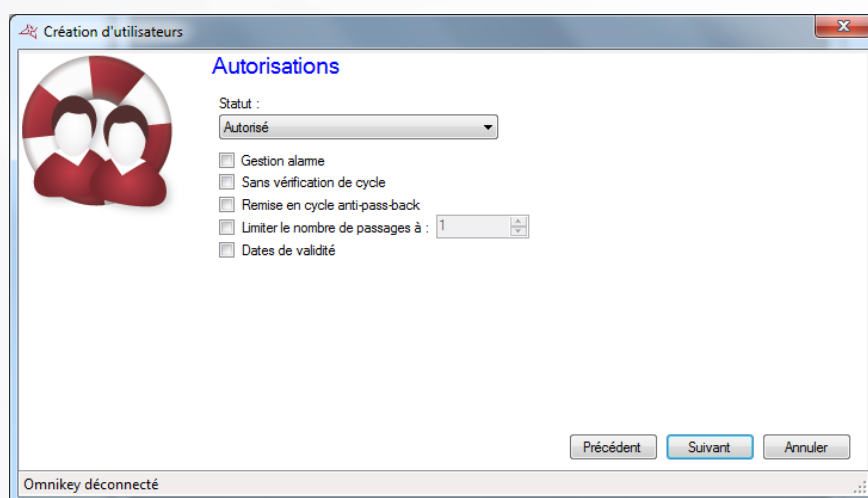 Création d'utilisateurs
Autorisations
Statut :
Autorisé
Gestion alarme
Sans vérification de cycle
Remise en cycle anti-pass-back
Limiter le nombre de passages à : 1
Dates de validité
Précédent Suivant Annuler
Omnikey déconnecté